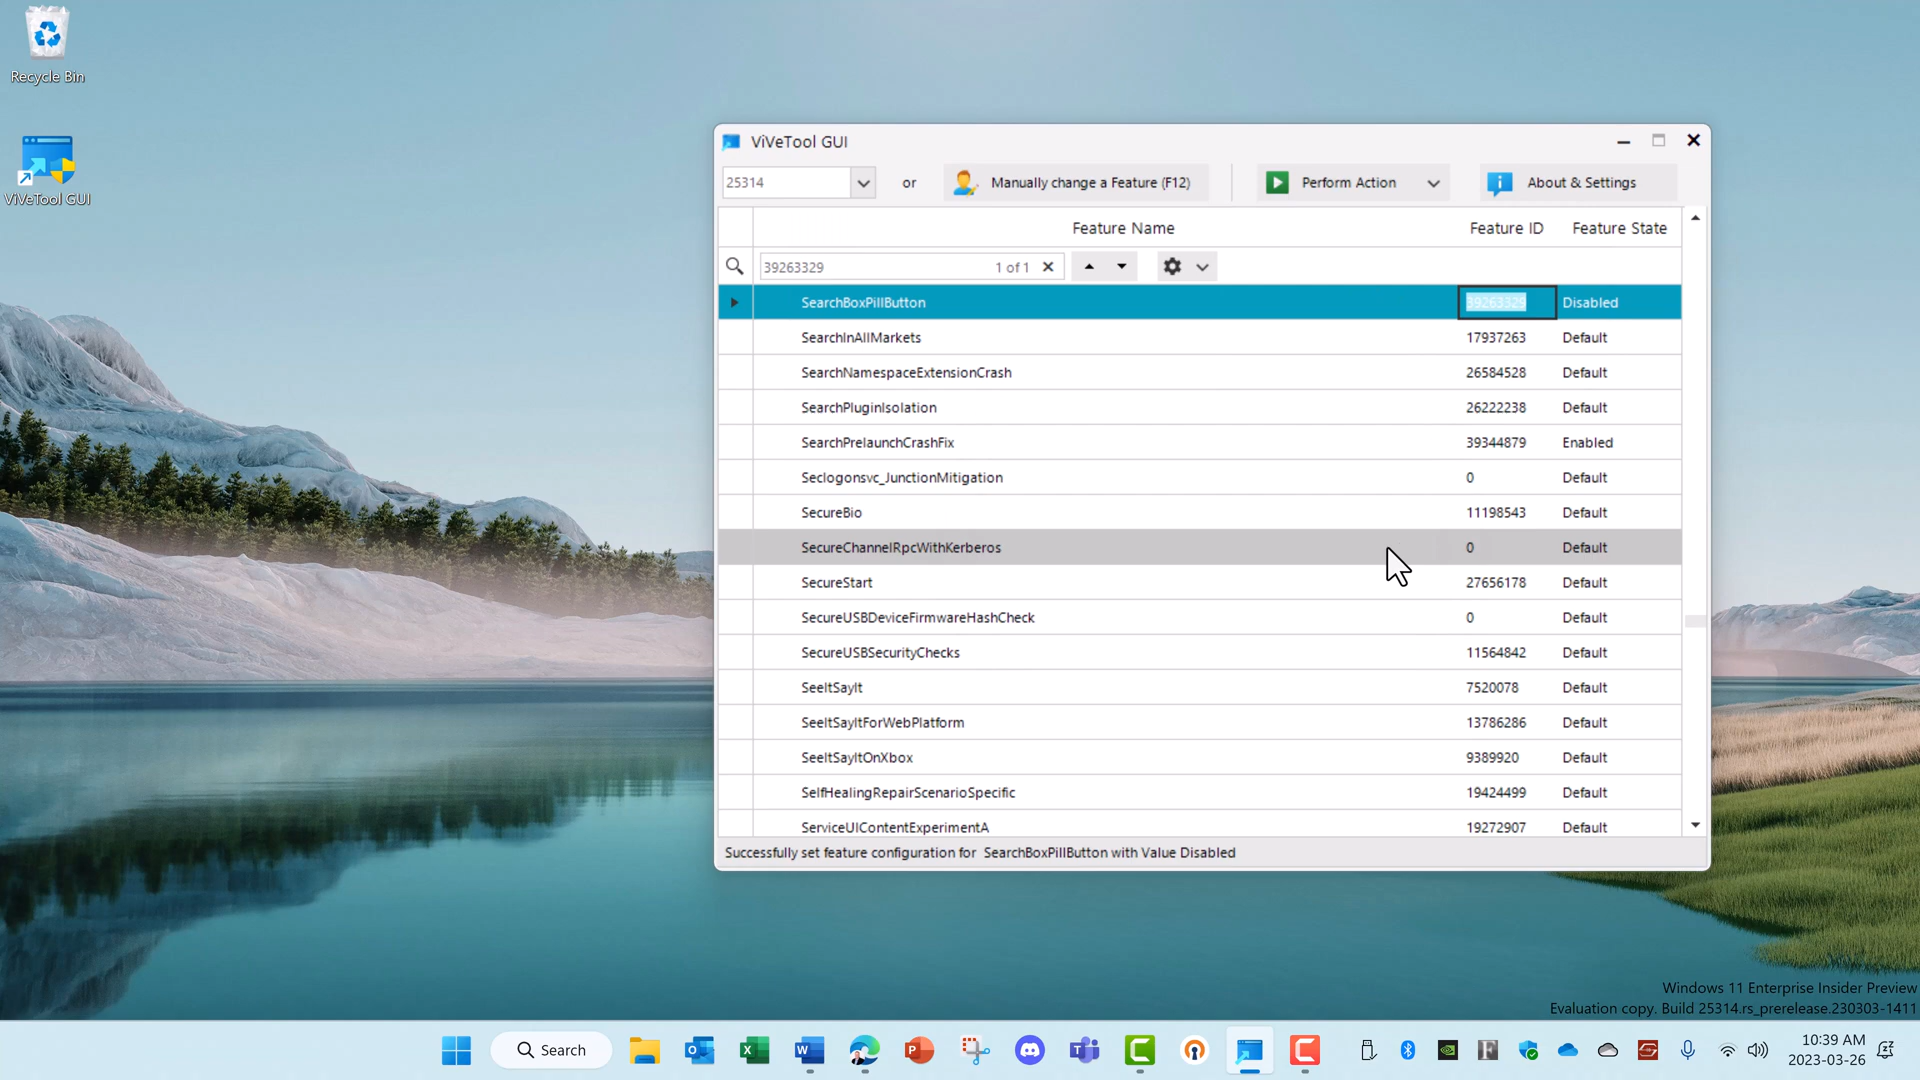 Recycle Bin
ViVeTool GUI
ViVeTool GUI
25314
or
Manually change a Feature (F12)
Perform Action
About & Settings
Feature Name Feature ID Feature State
39263329 1 of 1
SearchBoxPillButton 39263329 Disabled
SearchInAllMarkets 17937263 Default
SearchNamespaceExtensionCrash 26584528 Default
SearchPluginIsolation 26222238 Default
SearchPrelaunchCrashFix 39344879 Enabled
Seclogonsvc_JunctionMitigation 0 Default
SecureBio 11198543 Default
SecureChannelRpcWithKerberos 0 Default
SecureStart 27656178 Default
SecureUSBDeviceFirmwareHashCheck 0 Default
SecureUSBSecurityChecks 11564842 Default
SeeItSayIt 7520078 Default
SeeItSayItForWebPlatform 13786286 Default
SeeItSayItOnXbox 9389920 Default
SelfHealingRepairScenarioSpecific 19424499 Default
ServiceUIContentExperimentA 19272907 Default
Successfully set feature configuration for SearchBoxPillButton with Value Disabled
Windows 11 Enterprise Insider Preview
Evaluation copy. Build 25314.rs_prerelease.230303-1411
Search
10:39 AM
2023-03-26